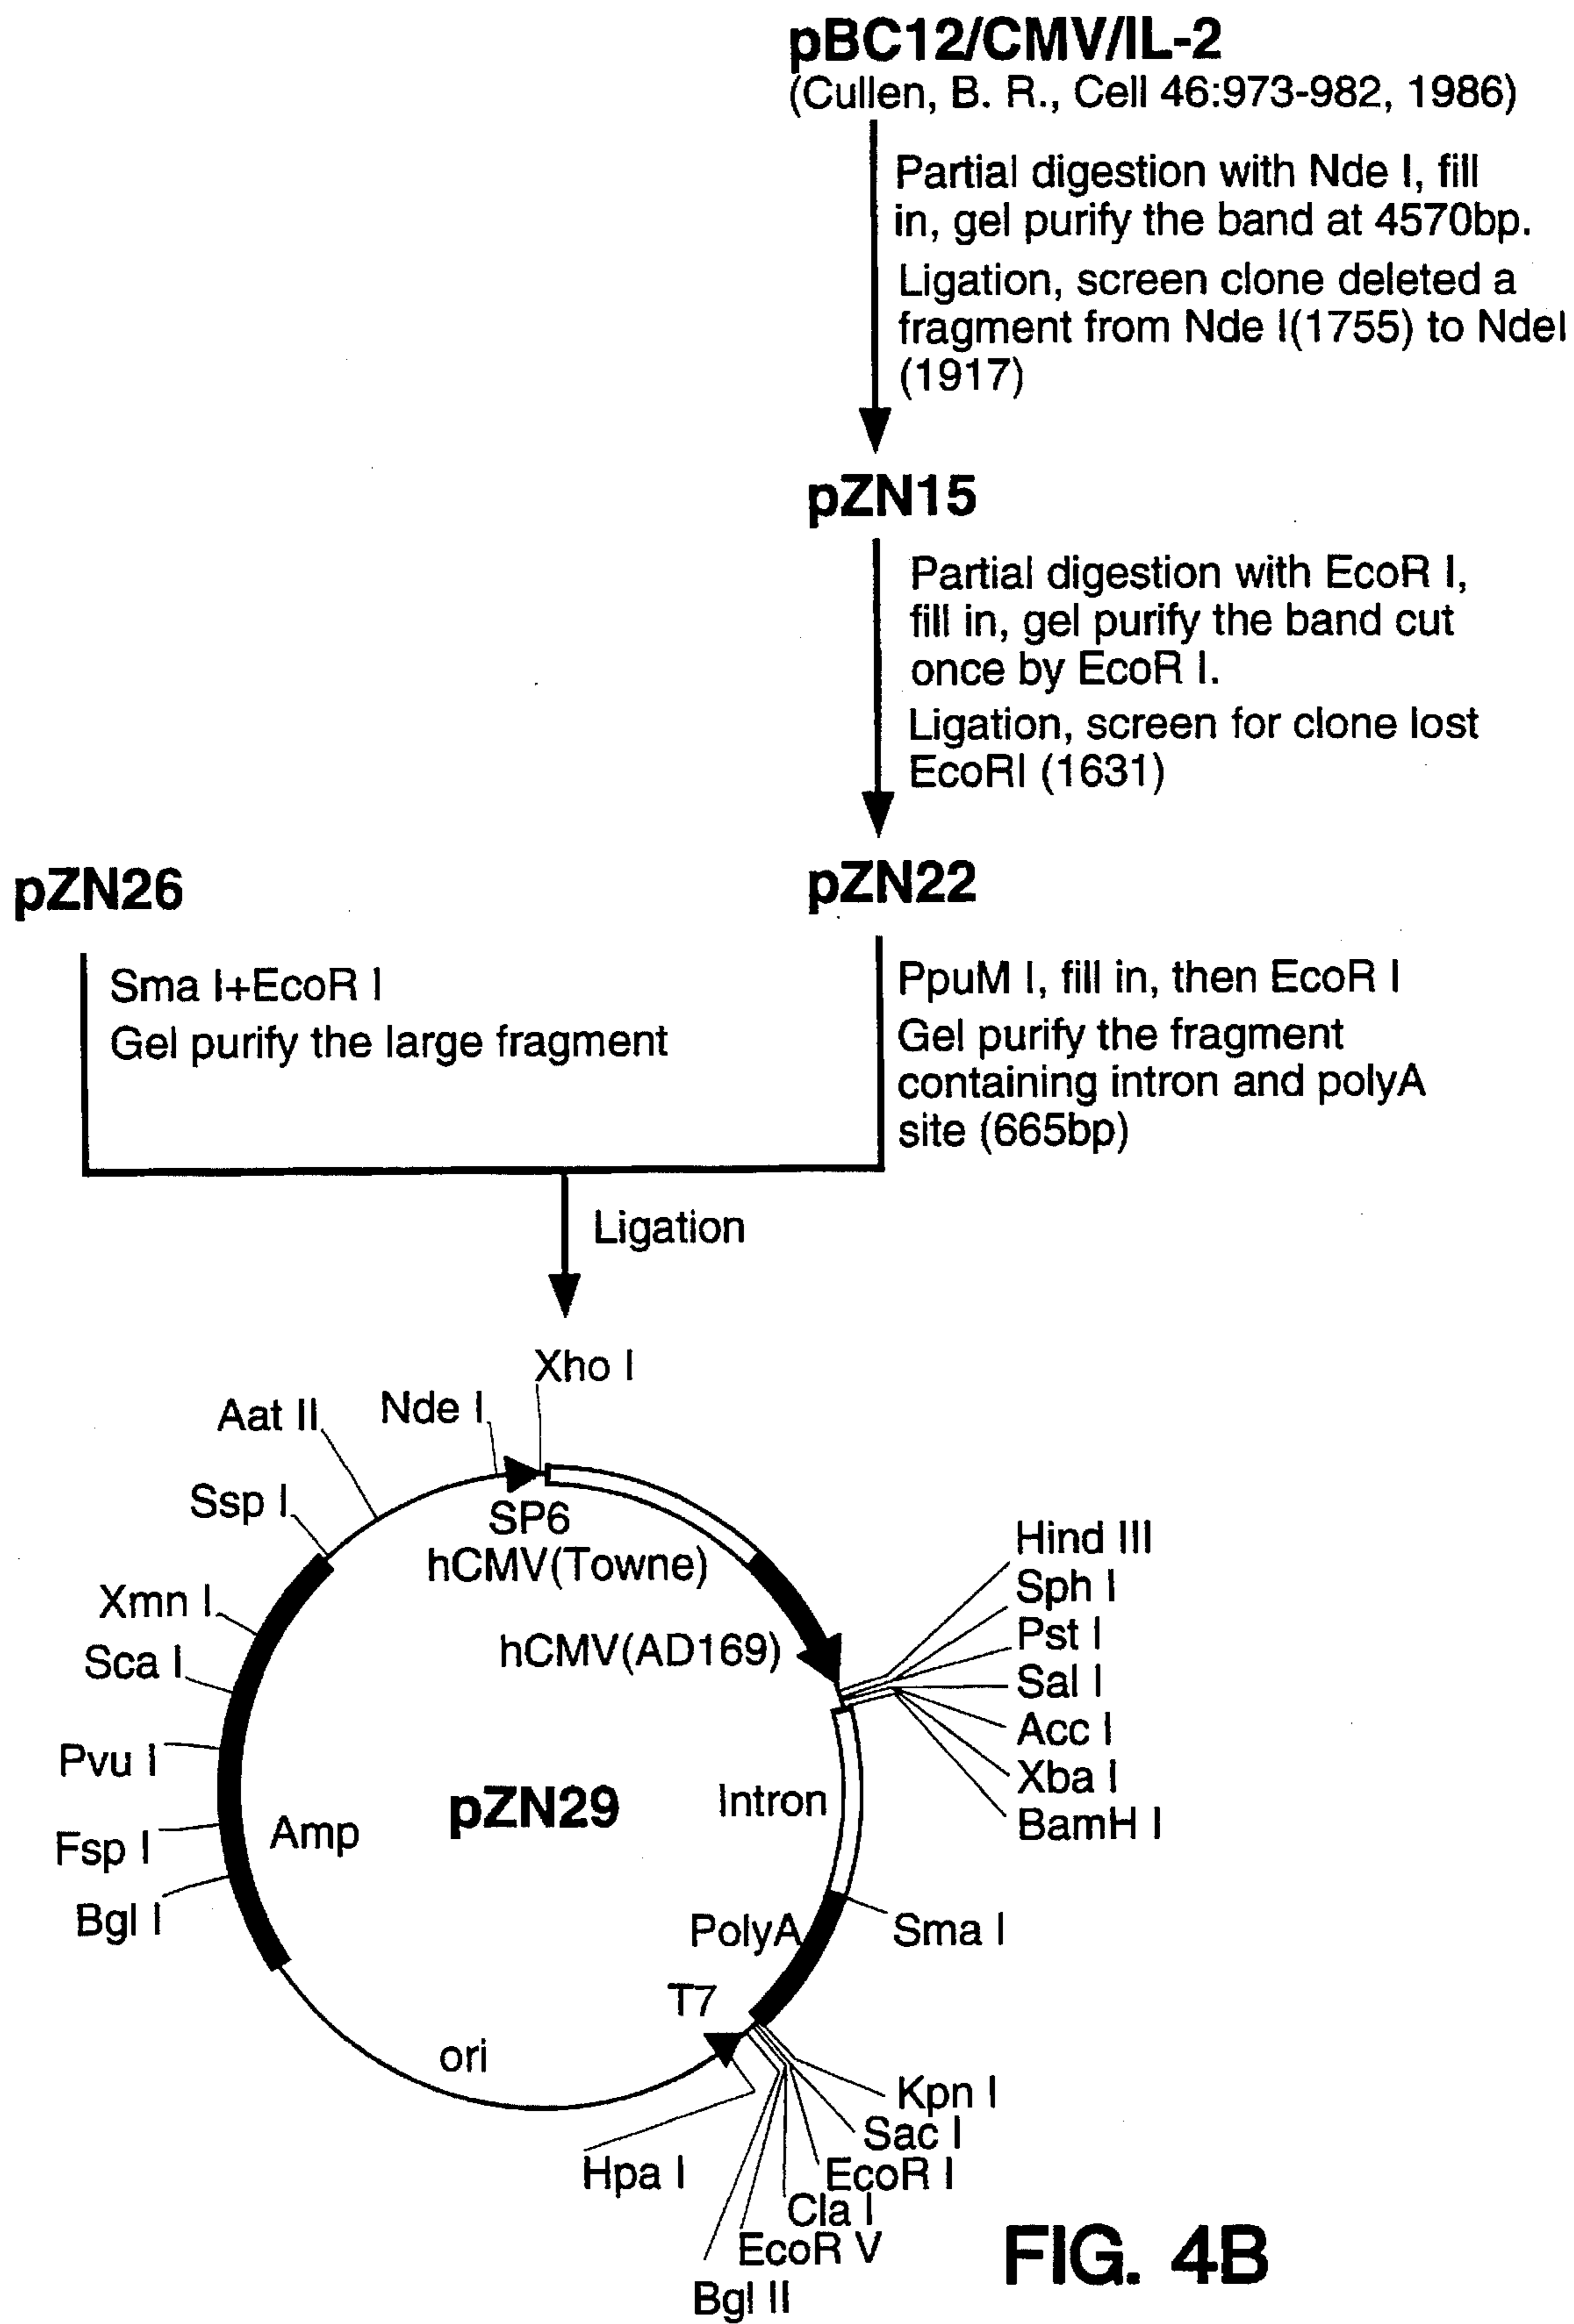 pBC12/CMV/IL-2
(Cullen, B. R., Cell 46:973-982, 1986)
Partial digestion with Nde I, fill
in, gel purify the band at 4570bp.
Ligation, screen clone deleted a
fragment from Nde I(1755) to NdeI
(1917)
pZN15
Partial digestion with EcoR I,
fill in, gel purify the band cut
once by EcoR I.
Ligation, screen for clone lost
EcoRI (1631)
pZN26
pZN22
Sma I+EcoR I
Gel purify the large fragment
PpuM I, fill in, then EcoR I
Gel purify the fragment
containing intron and polyA
site (665bp)
Ligation
Xho I
Nde I
Aat II
Ssp I
Xmn I
Sca I
Pvu I
Fsp I
Bgl I
SP6
hCMV(Towne)
hCMV(AD169)
Hind III
Sph I
Pst I
Sal I
Acc I
Xba I
BamH I
pZN29
Intron
Amp
PolyA
Sma I
T7
ori
Kpn I
Sac I
EcoR I
Cla I
EcoR V
Bgl II
Hpa I
FIG. 4B